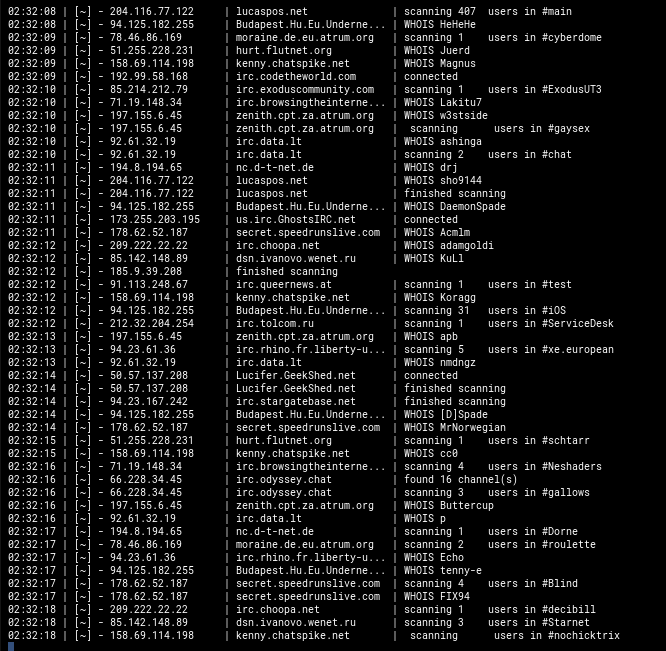 02:32:08 | [~] - 204.116.77.122 | lucaspos.net | scanning 407 users in #main
02:32:08 | [~] - 94.125.182.255 | Budapest.Hu.Eu.Underne... | WHOIS HeHeHe
02:32:09 | [~] - 78.46.86.169 | moraine.de.eu.atrum.org | scanning 1 users in #cyberdome
02:32:09 | [~] - 51.255.228.231 | hurt.flutnet.org | WHOIS Juerd
02:32:09 | [~] - 158.69.114.198 | kenny.chatspike.net | WHOIS Magnus
02:32:09 | [~] - 192.99.58.168 | irc.codetheworld.com | connected
02:32:10 | [~] - 85.214.212.79 | irc.exoduscommunity.com | scanning 1 users in #ExodusUT3
02:32:10 | [~] - 71.19.148.34 | irc.browsingtheinterne... | WHOIS Lakitu7
02:32:10 | [~] - 197.155.6.45 | zenith.cpt.za.atrum.org | WHOIS w3stside
02:32:10 | [~] - 197.155.6.45 | zenith.cpt.za.atrum.org | scanning users in #gaysex
02:32:10 | [~] - 92.61.32.19 | irc.data.lt | WHOIS ashinga
02:32:10 | [~] - 92.61.32.19 | irc.data.lt | scanning 2 users in #chat
02:32:11 | [~] - 194.8.194.65 | nc.d-t-net.de | WHOIS drj
02:32:11 | [~] - 204.116.77.122 | lucaspos.net | WHOIS sho9144
02:32:11 | [~] - 204.116.77.122 | lucaspos.net | finished scanning
02:32:11 | [~] - 94.125.182.255 | Budapest.Hu.Eu.Underne... | WHOIS DaemonSpade
02:32:11 | [~] - 173.255.203.195 | us.irc.GhostsIRC.net | connected
02:32:11 | [~] - 178.62.52.187 | secret.speedrunslive.com | WHOIS Acmlm
02:32:12 | [~] - 209.222.22.22 | irc.choopa.net | WHOIS adamgoldi
02:32:12 | [~] - 85.142.148.89 | dsn.ivanovo.wenet.ru | WHOIS KuLl
02:32:12 | [~] - 185.9.39.208 | finished scanning
02:32:12 | [~] - 91.113.248.67 | irc.queernews.at | scanning 1 users in #test
02:32:12 | [~] - 158.69.114.198 | kenny.chatspike.net | WHOIS Koragg
02:32:12 | [~] - 94.125.182.255 | Budapest.Hu.Eu.Underne... | scanning 31 users in #iOS
02:32:12 | [~] - 212.32.204.254 | irc.tolcom.ru | scanning 1 users in #ServiceDesk
02:32:13 | [~] - 197.155.6.45 | zenith.cpt.za.atrum.org | WHOIS apb
02:32:13 | [~] - 94.23.61.36 | irc.rhino.fr.liberty-u... | scanning 5 users in #xe.european
02:32:13 | [~] - 92.61.32.19 | irc.data.lt | WHOIS nmdngz
02:32:14 | [~] - 50.57.137.208 | Lucifer.GeekShed.net | connected
02:32:14 | [~] - 50.57.137.208 | Lucifer.GeekShed.net | finished scanning
02:32:14 | [~] - 94.23.167.242 | irc.stargatebase.net | finished scanning
02:32:14 | [~] - 94.125.182.255 | Budapest.Hu.Eu.Underne... | WHOIS [D]Spade
02:32:14 | [~] - 178.62.52.187 | secret.speedrunslive.com | WHOIS MrNorwegian
02:32:15 | [~] - 51.255.228.231 | hurt.flutnet.org | scanning 1 users in #schtarr
02:32:15 | [~] - 158.69.114.198 | kenny.chatspike.net | WHOIS cc0
02:32:16 | [~] - 71.19.148.34 | irc.browsingtheinterne... | scanning 4 users in #Neshaders
02:32:16 | [~] - 66.228.34.45 | irc.odyssey.chat | found 16 channel(s)
02:32:16 | [~] - 66.228.34.45 | irc.odyssey.chat | scanning 3 users in #gallows
02:32:16 | [~] - 197.155.6.45 | zenith.cpt.za.atrum.org | WHOIS Buttercup
02:32:16 | [~] - 92.61.32.19 | irc.data.lt | WHOIS p
02:32:17 | [~] - 194.8.194.65 | nc.d-t-net.de | scanning 1 users in #Dorne
02:32:17 | [~] - 78.46.86.169 | moraine.de.eu.atrum.org | scanning 2 users in #roulette
02:32:17 | [~] - 94.23.61.36 | irc.rhino.fr.liberty-u... | WHOIS Echo
02:32:17 | [~] - 94.125.182.255 | Budapest.Hu.Eu.Underne... | WHOIS tenny-e
02:32:17 | [~] - 178.62.52.187 | secret.speedrunslive.com | scanning 4 users in #Blind
02:32:17 | [~] - 178.62.52.187 | secret.speedrunslive.com | WHOIS FIX94
02:32:18 | [~] - 209.222.22.22 | irc.choopa.net | scanning 1 users in #decibill
02:32:18 | [~] - 85.142.148.89 | dsn.ivanovo.wenet.ru | scanning 3 users in #Starnet
02:32:18 | [~] - 158.69.114.198 | kenny.chatspike.net | scanning users in #nochicktrix